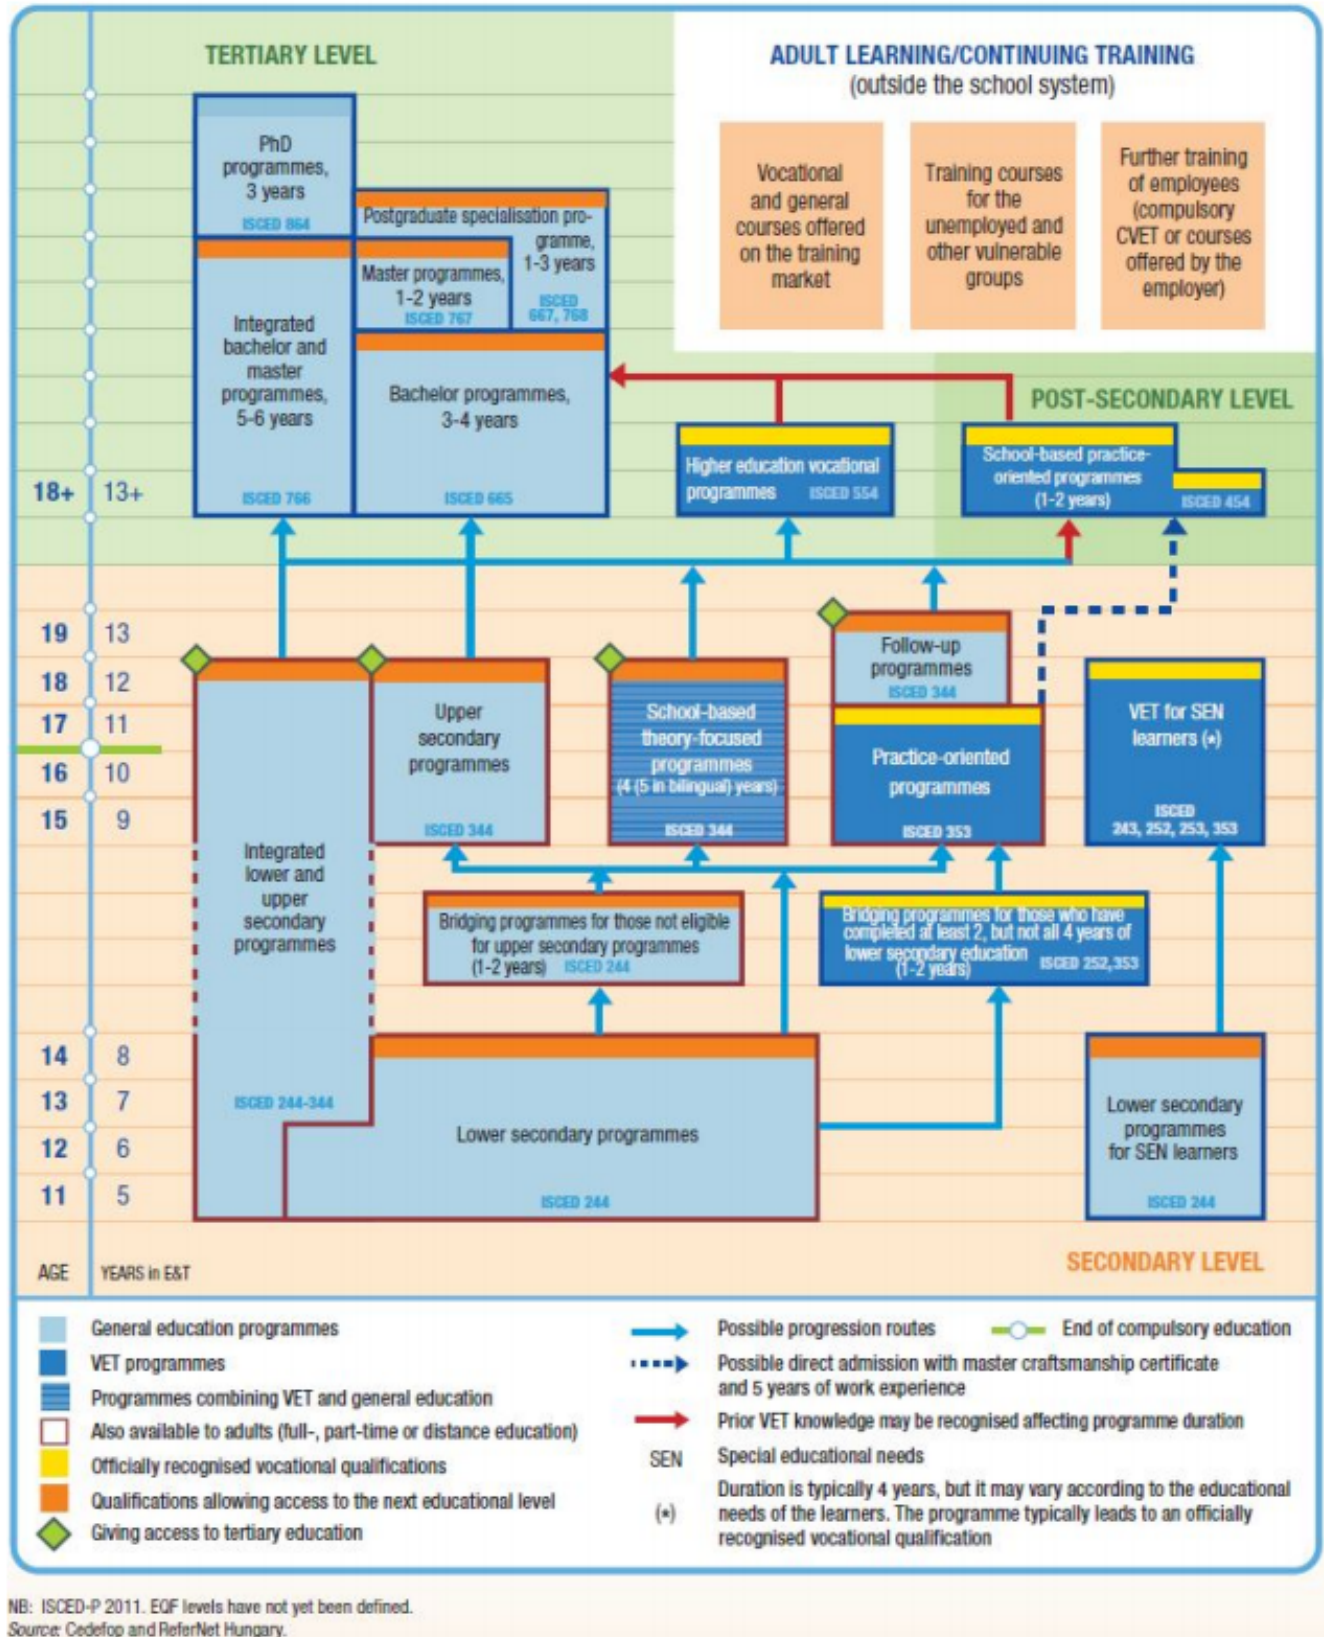 TERTIARY LEVEL
ADULT LEARNING/CONTINUING TRAINING
(outside the school system)
PhD
programmes,
3 years
ISCED 864
Postgraduate specialisation pro-
gramme,
1-3 years
ISCED
667, 768
Master programmes,
1-2 years
ISCED 767
Integrated
bachelor and
master
programmes,
5-6 years
ISCED 766
Bachelor programmes,
3-4 years
ISCED 665
Vocational
and general
courses offered
on the training
market
Training courses
for the
unemployed and
other vulnerable
groups
Further training
of employees
(compulsory
CVET or courses
offered by the
employer)
POST-SECONDARY LEVEL
Higher education vocational
programmes ISCED 554
School-based practice-
oriented programmes
(1-2 years)
ISCED 454
18+ 13+
19 13
18 12
17 11
16 10
15 9
14 8
13 7
12 6
11 5
AGE YEARS in E&T
Follow-up
programmes
ISCED 344
Upper
secondary
programmes
ISCED 344
School-based
theory-focused
programmes
(4 (5 in bilingual) years)
ISCED 344
Practice-oriented
programmes
ISCED 353
VET for SEN
learners (*)
ISCED
243, 252, 253, 353
Integrated
lower and
upper
secondary
programmes
ISCED 244-344
Bridging programmes for those not eligible
for upper secondary programmes
(1-2 years) ISCED 244
Bridging programmes for those who have
completed at least 2, but not all 4 years of
lower secondary education
(1-2 years)
ISCED 252,353
Lower secondary programmes
ISCED 244
Lower secondary
programmes
for SEN learners
ISCED 244
SECONDARY LEVEL
General education programmes
VET programmes
Programmes combining VET and general education
Also available to adults (full-, part-time or distance education)
Officially recognised vocational qualifications
Qualifications allowing access to the next educational level
Giving access to tertiary education
Possible progression routes
End of compulsory education
Possible direct admission with master craftsmanship certificate
and 5 years of work experience
Prior VET knowledge may be recognised affecting programme duration
SEN Special educational needs
(*) Duration is typically 4 years, but it may vary according to the educational
needs of the learners. The programme typically leads to an officially
recognised vocational qualification
NB: ISCED-P 2011. EQF levels have not yet been defined.
Source: Cedefop and ReferNet Hungary.